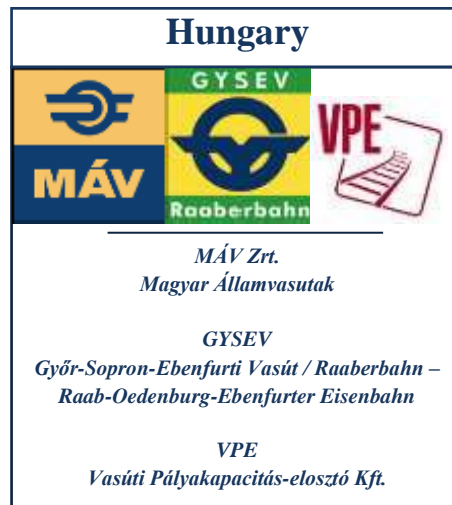 Hungary
MÁV
GYSEV
Raaberbahn
VPE
MÁV Zrt.
Magyar Államvasutak
GYSEV
Győr-Sopron-Ebenfurti Vasút / Raaberbahn –
Raab-Oedenburg-Ebenfurter Eisenbahn
VPE
Vasúti Pályakapacitás-elosztó Kft.